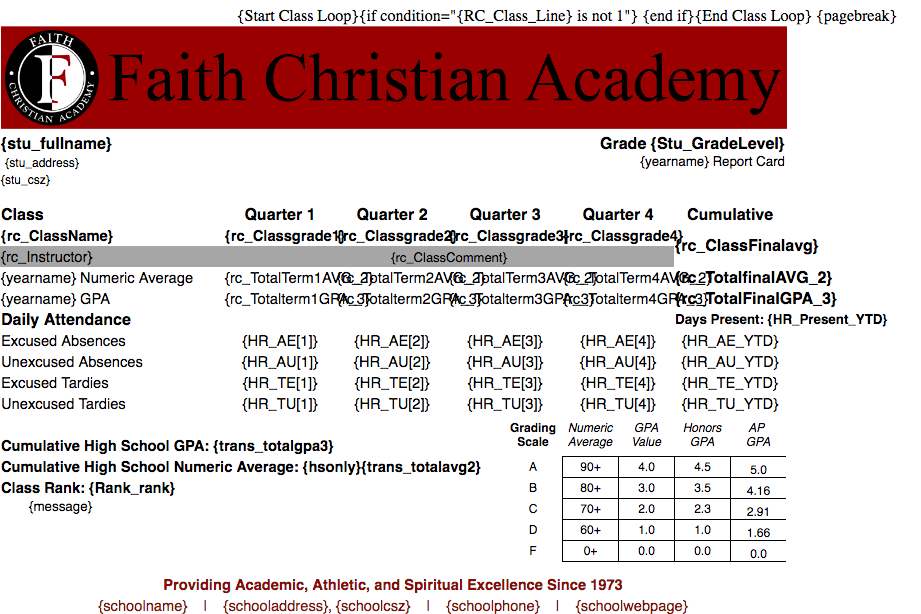 {Start Class Loop}{if condition="{RC_Class_Line} is not 1"} {end if}{End Class Loop} {pagebreak}
FAITH CHRISTIAN ACADEMY F Faith Christian Academy
{stu_fullname} Grade {Stu_GradeLevel}
{stu_address} {yearname} Report Card
{stu_csz}
Class Quarter 1 Quarter 2 Quarter 3 Quarter 4 Cumulative
{rc_ClassName} {rc_Classgrade1} {rc_Classgrade2} {rc_Classgrade3} {rc_Classgrade4} {rc_ClassFinalavg}
{rc_Instructor} {rc_ClassComment}
{yearname} Numeric Average {rc_TotalTerm1AVG_2} {rc_TotalTerm2AVG_2} {rc_TotalTerm3AVG_2} {rc_TotalTerm4AVG_2} {rc_TotalfinalAVG_2}
{yearname} GPA {rc_Totalterm1GPA_3} {rc_Totalterm2GPA_3} {rc_Totalterm3GPA_3} {rc_Totalterm4GPA_3} {rc_TotalFinalGPA_3}
Daily Attendance Days Present: {HR_Present_YTD}
Excused Absences {HR_AE[1]} {HR_AE[2]} {HR_AE[3]} {HR_AE[4]} {HR_AE_YTD}
Unexcused Absences {HR_AU[1]} {HR_AU[2]} {HR_AU[3]} {HR_AU[4]} {HR_AU_YTD}
Excused Tardies {HR_TE[1]} {HR_TE[2]} {HR_TE[3]} {HR_TE[4]} {HR_TE_YTD}
Unexcused Tardies {HR_TU[1]} {HR_TU[2]} {HR_TU[3]} {HR_TU[4]} {HR_TU_YTD}
Cumulative High School GPA: {trans_totalgpa3}
Cumulative High School Numeric Average: {hsonly}{trans_totalavg2}
Class Rank: {Rank_rank}
{message}
Grading Numeric GPA Honors AP
Scale Average Value GPA GPA
A 90+ 4.0 4.5 5.0
B 80+ 3.0 3.5 4.16
C 70+ 2.0 2.3 2.91
D 60+ 1.0 1.0 1.66
F 0+ 0.0 0.0 0.0
Providing Academic, Athletic, and Spiritual Excellence Since 1973
{schoolname} | {schooladdress}, {schoolcsz} | {schoolphone} | {schoolwebpage}